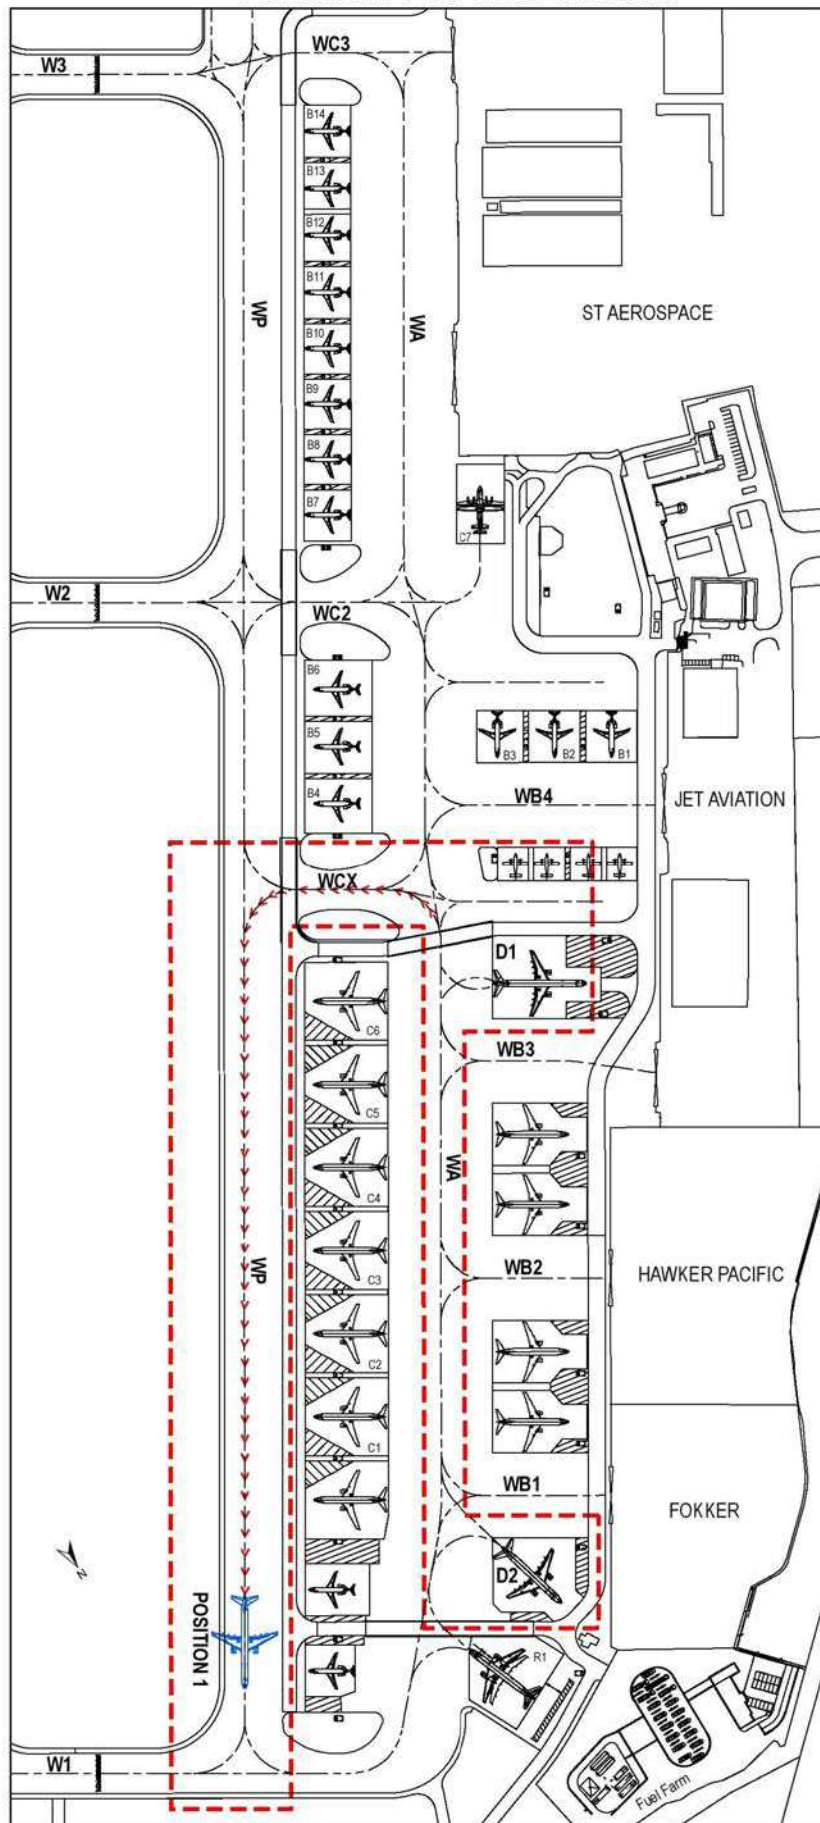 WC3
W3
B14
B13
B12
B11
B10
B9
B8
B7
WP
WA
ST AEROSPACE
C7
W2
WC2
B6
B5
B4
B3
B2
B1
WB4
JET AVIATION
WCX
D1
C6
WB3
C5
C4
WA
C3
WP
WB2
HAWKER PACIFIC
C2
C1
WB1
FOKKER
D2
N
POSITION 1
R1
W1
Fuel Farm